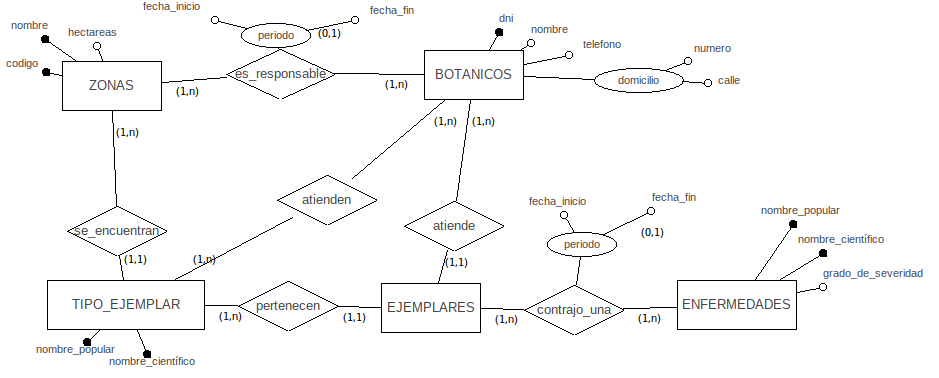 fecha_inicio
fecha_fin
nombre
hectareas
periodo
(0,1)
dni
nombre
telefono
numero
codigo
ZONAS
es_responsable
BOTANICOS
domicilio
calle
(1,n)
(1,n)
(1,n)
(1,n)
(1,n)
atienden
fecha_inicio
fecha_fin
nombre_popular
se_encuentran
atiende
periodo
(0,1)
nombre_científico
(1,1)
(1,n)
(1,1)
grado_de_severidad
TIPO_EJEMPLAR
pertenecen
EJEMPLARES
contrajo_una
ENFERMEDADES
(1,n)
(1,1)
(1,n)
(1,n)
nombre_popular
nombre_científico